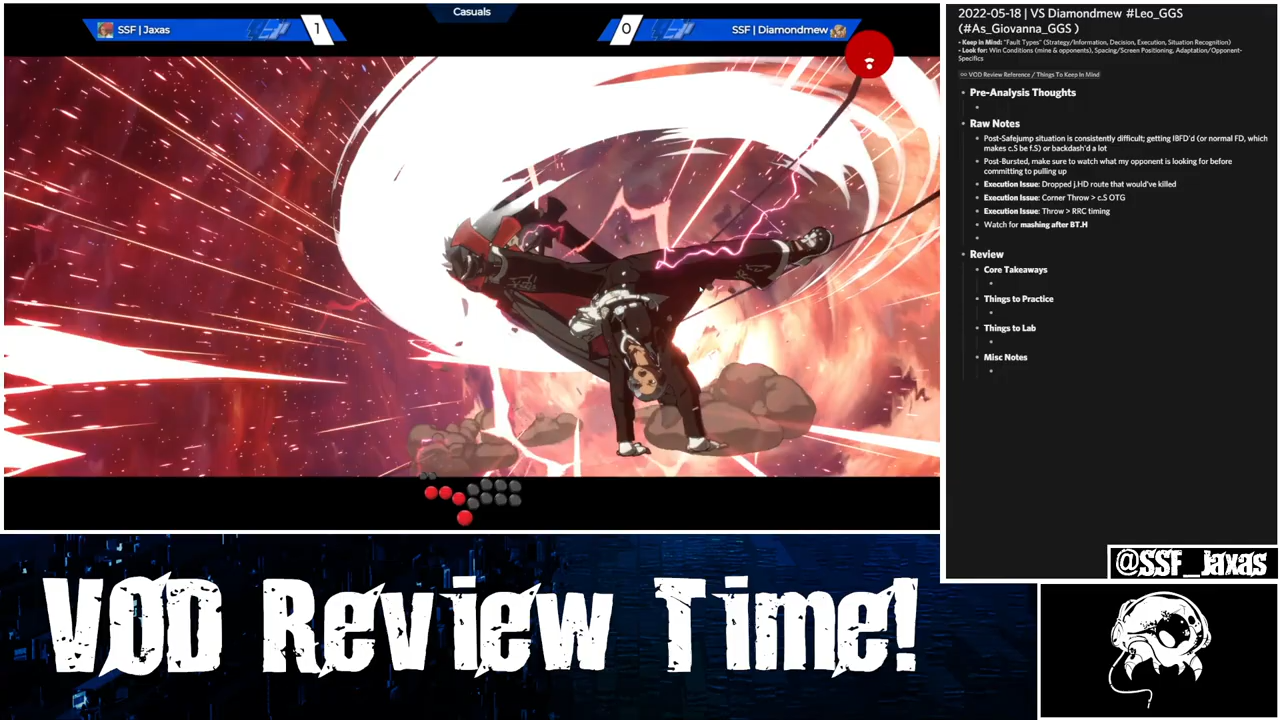 Casuals
SSF | Jaxas
1
0
SSF | Diamondmew
2022-05-18 | VS Diamondmew #Leo_GGS
(#As_Giovanna_GGS )
- Keep in Mind: "Fault Types" (Strategy/Information, Decision, Execution, Situation Recognition)
- Look for: Win Conditions (mine & opponents), Spacing/Screen Positioning, Adaptation/Opponent-
Specifics
VOD Review Reference / Things To Keep In Mind
Pre-Analysis Thoughts
Raw Notes
Post-Safejump situation is consistently difficult; getting IBFD'd (or normal FD, which
makes c.S be f.S) or backdash'd a lot
Post-Bursted, make sure to watch what my opponent is looking for before
committing to pulling up
Execution Issue: Dropped j.HD route that would've killed
Execution Issue: Corner Throw > c.S OTG
Execution Issue: Throw > RRC timing
Watch for mashing after BT.H
Review
Core Takeaways
Things to Practice
Things to Lab
Misc Notes
@SSF_Jaxas
VOD Review Time!